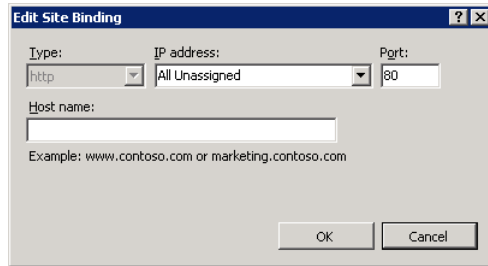 Edit Site Binding
Type: IP address: Port:
http All Unassigned 80
Host name:
Example: www.contoso.com or marketing.contoso.com
OK Cancel